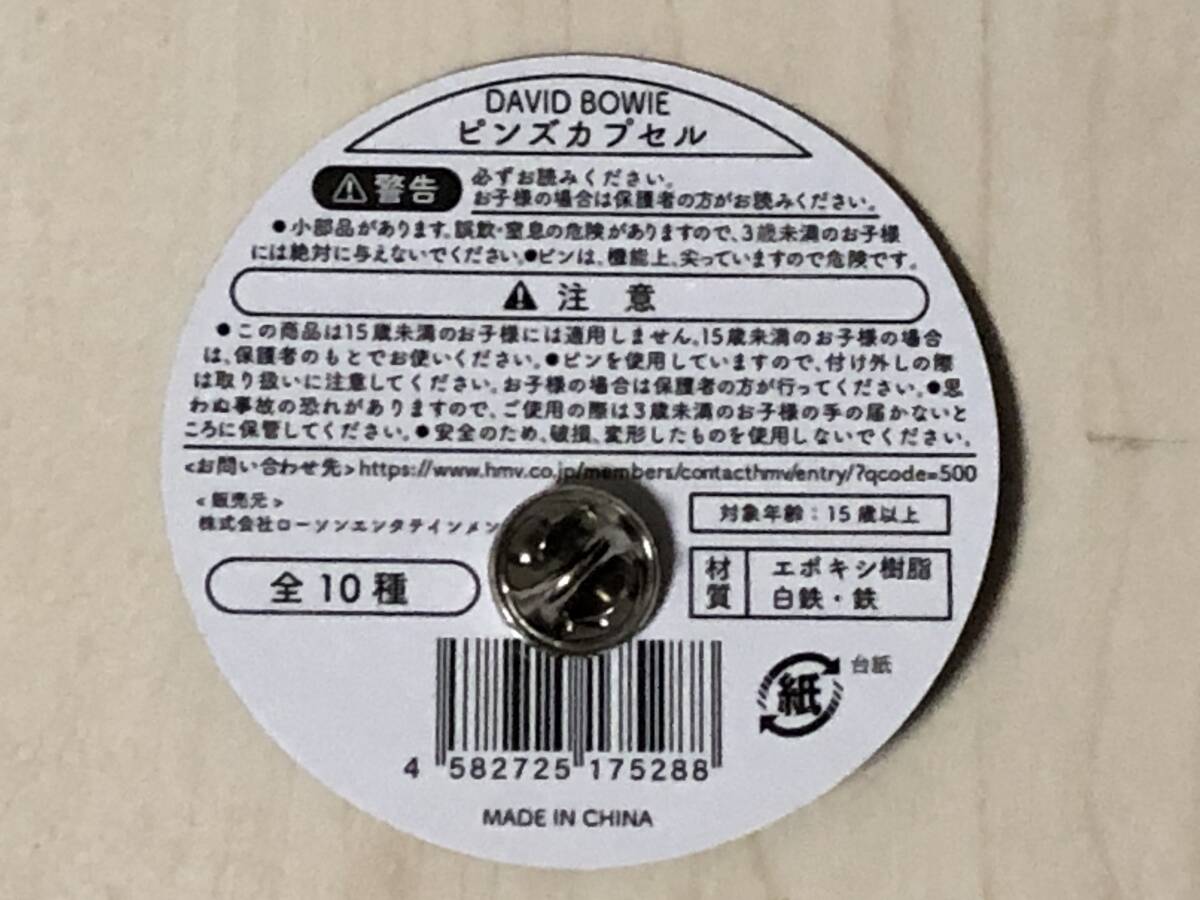 DAVID BOWIE
ピンズカプセル
警告
必ずお読みください。
お子様の場合は保護者の方がお読みください。
●小部品があります。誤飲・窒息の危険がありますので、3歳未満のお子様
には絶対に与えないでください。●ピンは、機能上、尖っていますので危険です。
注 意
●この商品は15歳未満のお子様には適用しません。15歳未満のお子様の場合
は、保護者のもとでお使いください。●ピンを使用していますので、付け外しの際
は取り扱いに注意してください。お子様の場合は保護者の方が行ってください。●思
わぬ事故の恐れがありますので、ご使用の際は3歳未満のお子様の手の届かないと
ころに保管してください。●安全のため、破損、変形したものを使用しないでください。
<お問い合わせ先>https://www.hmv.co.jp/members/contacthmv/entry/?qcode=500
<販売元>
株式会社ローソンエンタテインメン
対象年齢：15歳以上
全10種
材質
エポキシ樹脂
白鉄・鉄
紙
台紙
4 582725 175288
MADE IN CHINA